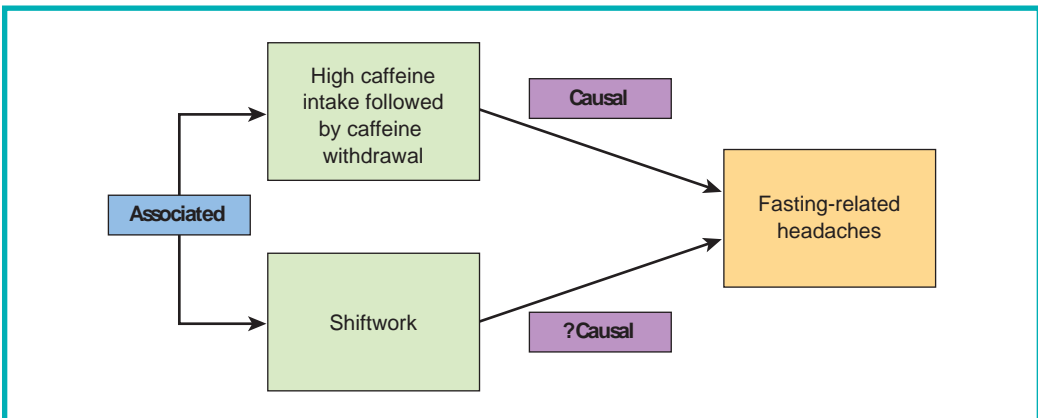 High caffeine
intake followed
by caffeine
withdrawal
Causal
Associated
Fasting-related
headaches
Shiftwork
?Causal